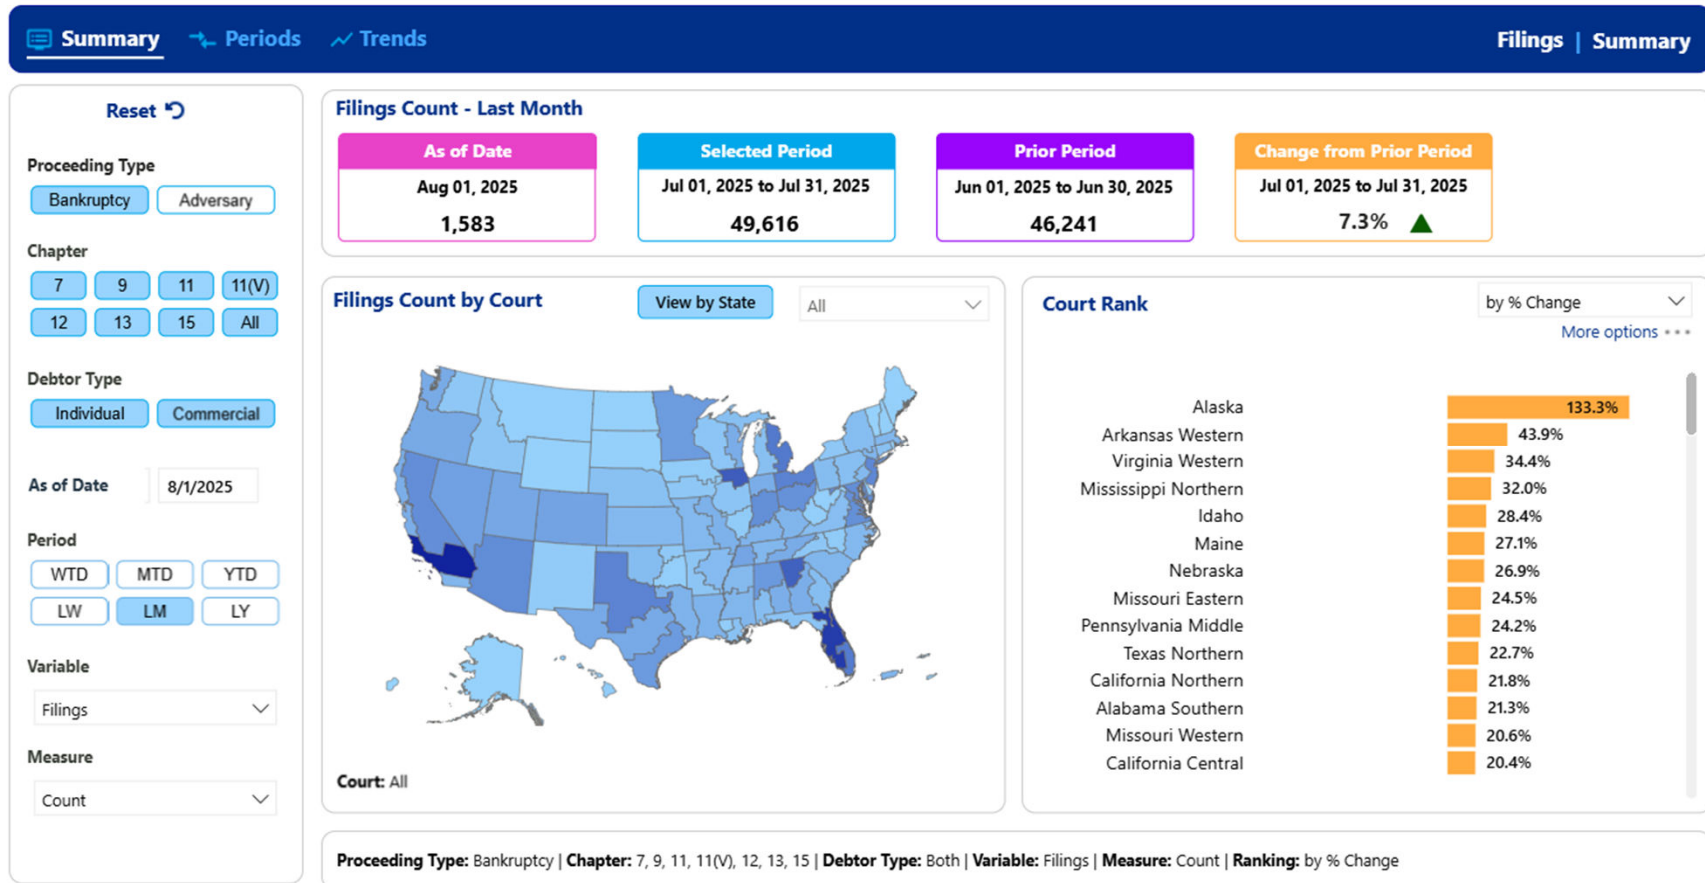 Summary Periods Trends
Filings | Summary
Reset
Proceeding Type
Bankruptcy Adversary
Chapter
7 9 11 11(V)
12 13 15 All
Debtor Type
Individual Commercial
As of Date 8/1/2025
Period
WTD MTD YTD
LW LM LY
Variable
Filings
Measure
Count
Filings Count - Last Month
As of Date
Aug 01, 2025
1,583
Selected Period
Jul 01, 2025 to Jul 31, 2025
49,616
Prior Period
Jun 01, 2025 to Jun 30, 2025
46,241
Change from Prior Period
Jul 01, 2025 to Jul 31, 2025
7.3%
Filings Count by Court View by State All
Court: All
Court Rank by % Change
More options
Alaska 133.3%
Arkansas Western 43.9%
Virginia Western 34.4%
Mississippi Northern 32.0%
Idaho 28.4%
Maine 27.1%
Nebraska 26.9%
Missouri Eastern 24.5%
Pennsylvania Middle 24.2%
Texas Northern 22.7%
California Northern 21.8%
Alabama Southern 21.3%
Missouri Western 20.6%
California Central 20.4%
Proceeding Type: Bankruptcy | Chapter: 7, 9, 11, 11(V), 12, 13, 15 | Debtor Type: Both | Variable: Filings | Measure: Count | Ranking: by % Change